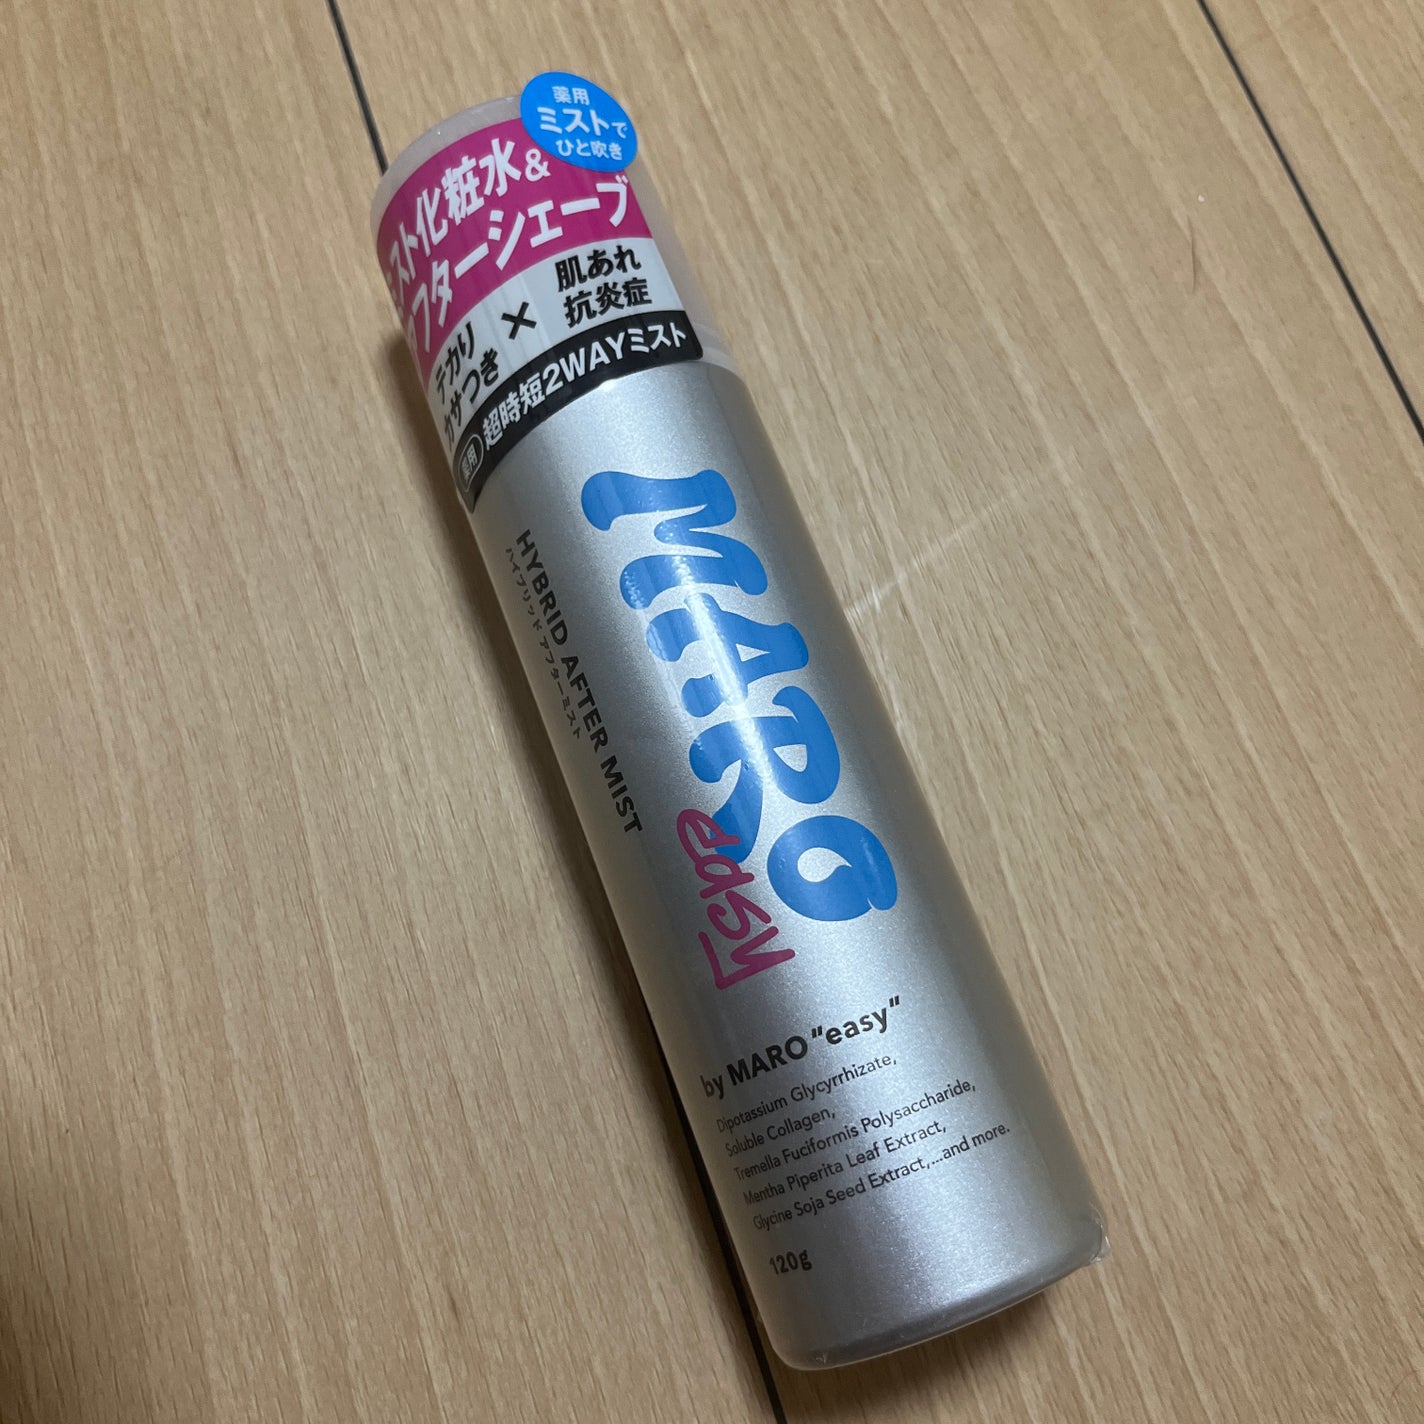 薬用
ミストで
ひと吹き
スト化粧水&
フターシェーブ
テカリ
カサつき
×
肌あれ
抗炎症
薬用 超時短2WAYミスト
MARO
easy
HYBRID AFTER MIST
ハイブリッド アフターミスト
by MARO "easy"
Dipotassium Glycyrrhizate,
Soluble Collagen,
Tremella Fuciformis Polysaccharide,
Mentha Piperita Leaf Extract,
Glycine Soja Seed Extract,...and more.
120g